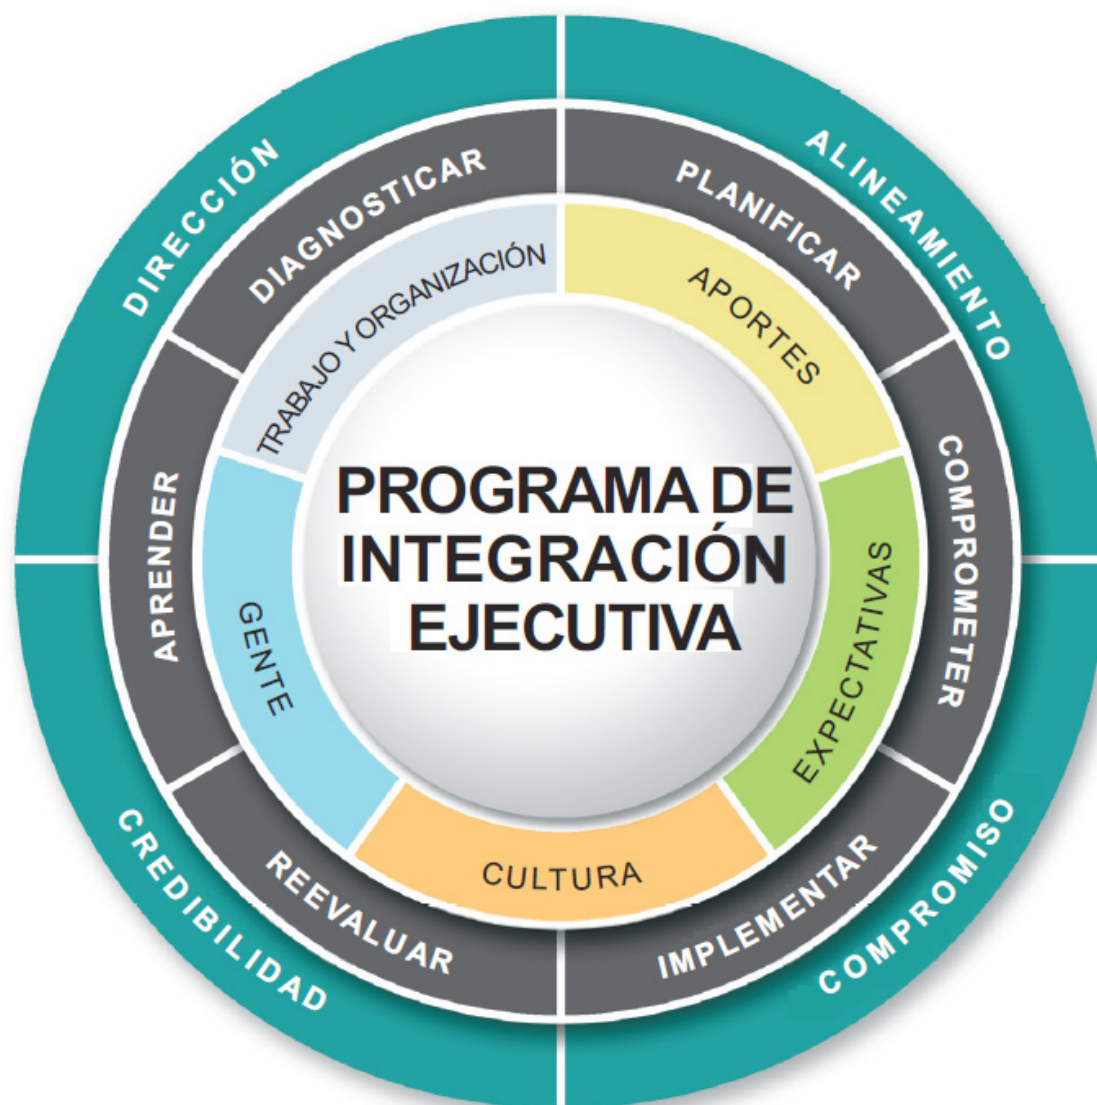 DIRECCIÓN
ALINEAMIENTO
COMPROMISO
CREDIBILIDAD
DIAGNOSTICAR
PLANIFICAR
COMPROMETER
IMPLEMENTAR
REEVALUAR
APRENDER
TRABAJO Y ORGANIZACIÓN
APORTES
EXPECTATIVAS
CULTURA
GENTE
PROGRAMA DE
INTEGRACIÓN
EJECUTIVA